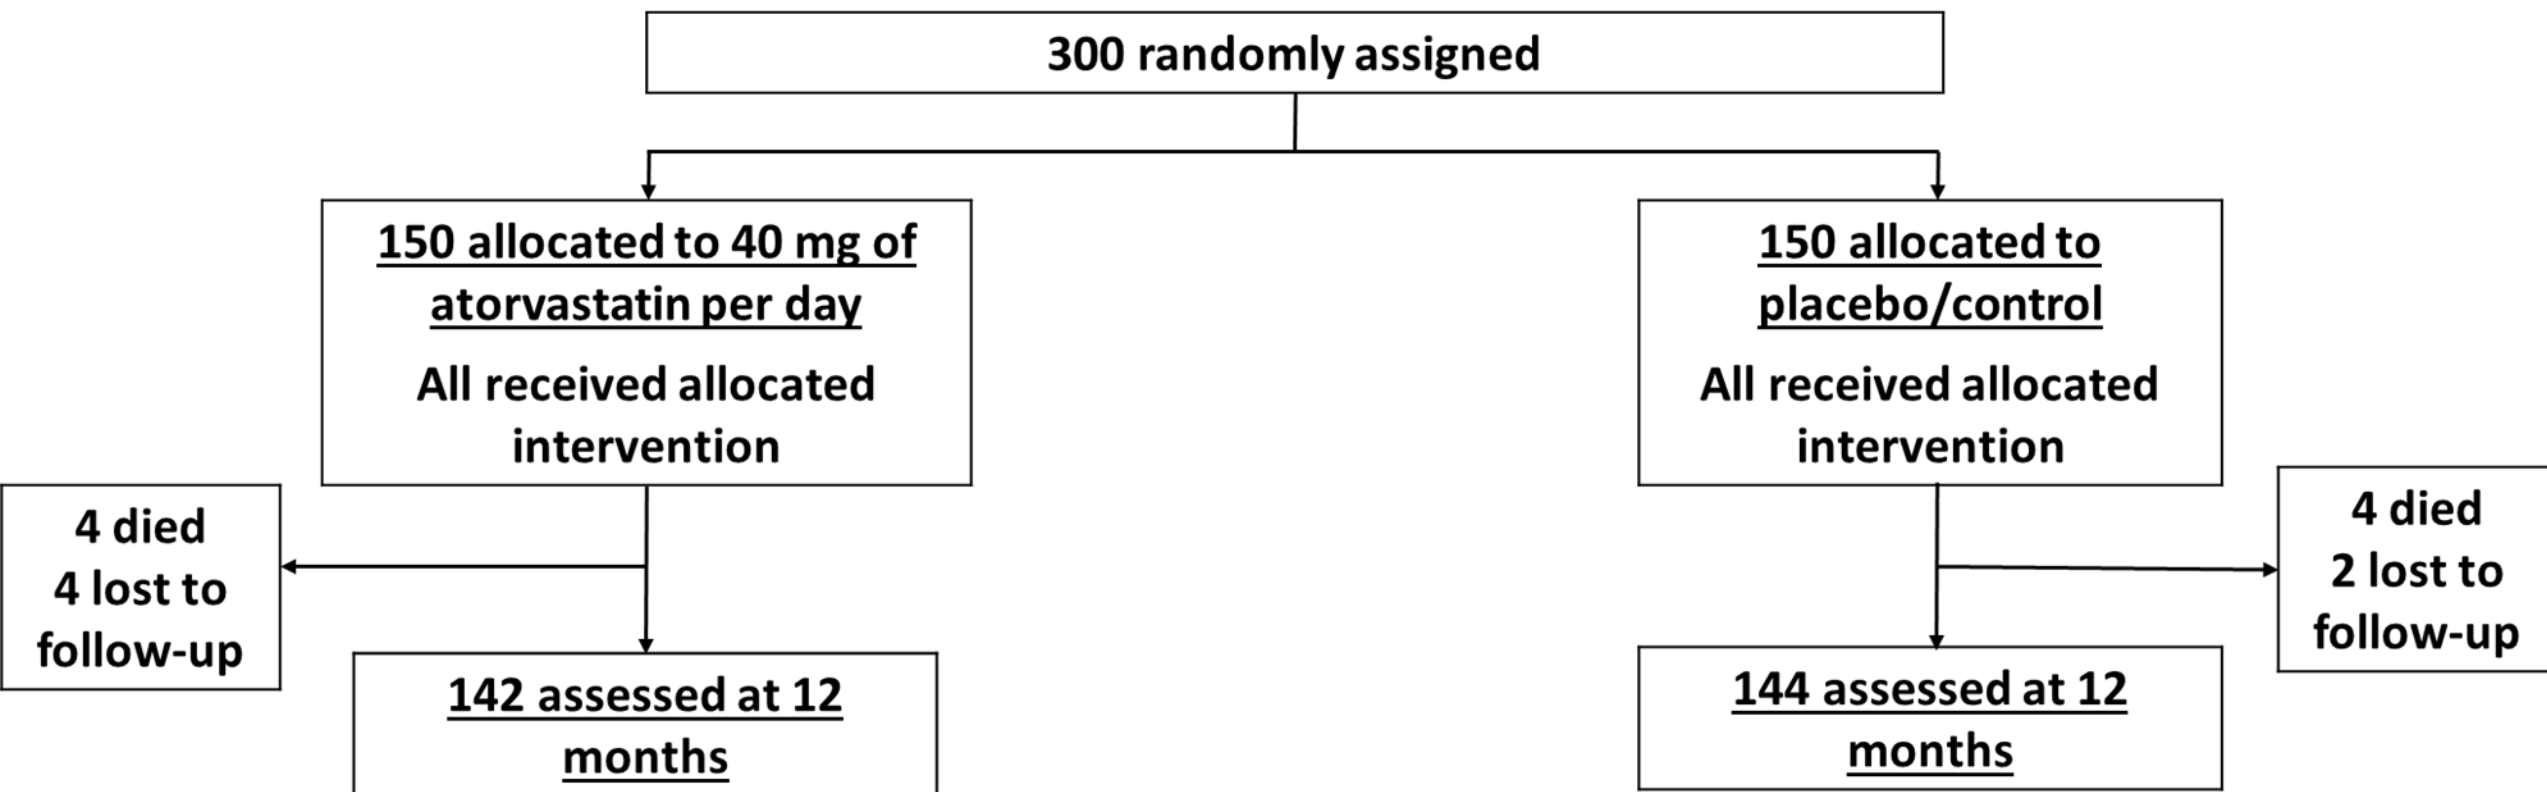 300 randomly assigned
150 allocated to 40 mg of
atorvastatin per day
All received allocated
intervention
150 allocated to
placebo/control
All received allocated
intervention
4 died
4 lost to
follow-up
4 died
2 lost to
follow-up
142 assessed at 12
months
144 assessed at 12
months